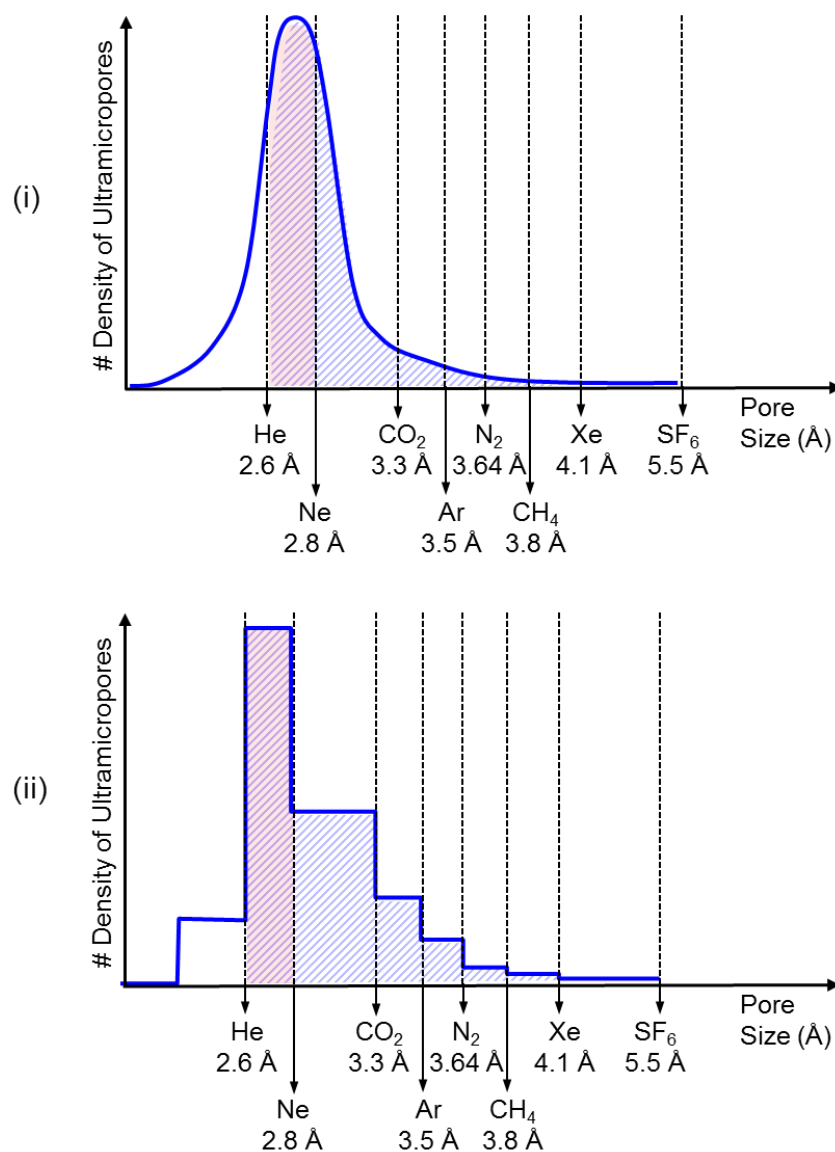 (i)
# Density of Ultramicropores
Pore
Size (Å)
He
2.6 Å
CO₂
3.3 Å
N₂
3.64 Å
Xe
4.1 Å
SF₆
5.5 Å
Ne
2.8 Å
Ar
3.5 Å
CH₄
3.8 Å
(ii)
# Density of Ultramicropores
Pore
Size (Å)
He
2.6 Å
CO₂
3.3 Å
N₂
3.64 Å
Xe
4.1 Å
SF₆
5.5 Å
Ne
2.8 Å
Ar
3.5 Å
CH₄
3.8 Å